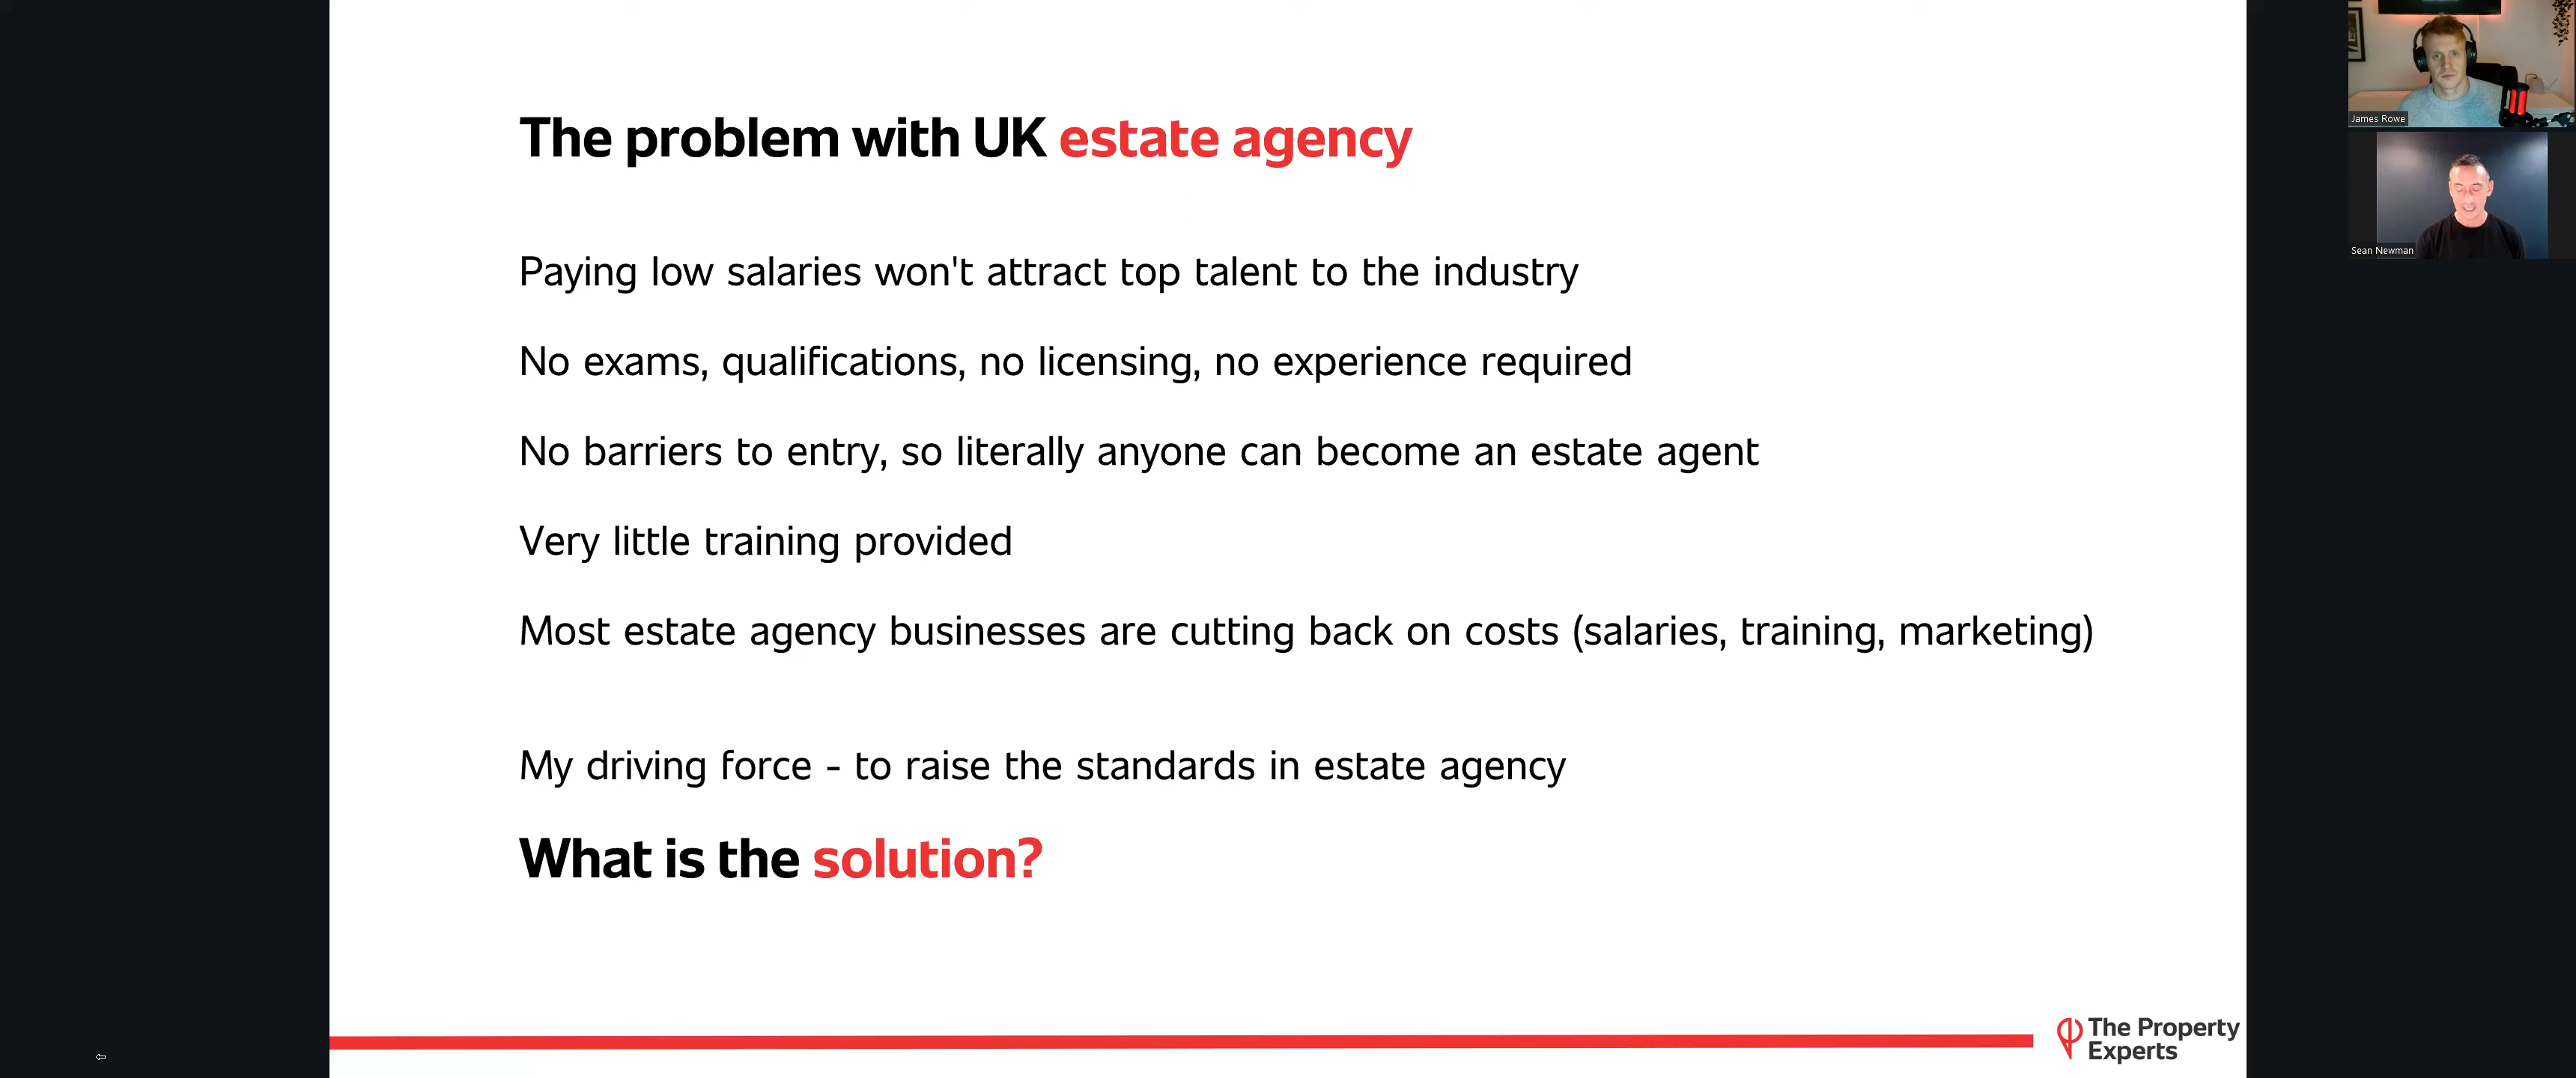 The problem with UK estate agency
Paying low salaries won't attract top talent to the industry
No exams, qualifications, no licensing, no experience required
No barriers to entry, so literally anyone can become an estate agent
Very little training provided
Most estate agency businesses are cutting back on costs (salaries, training, marketing)
My driving force - to raise the standards in estate agency
What is the solution?
The Property
Experts
James Rowe
Sean Newman